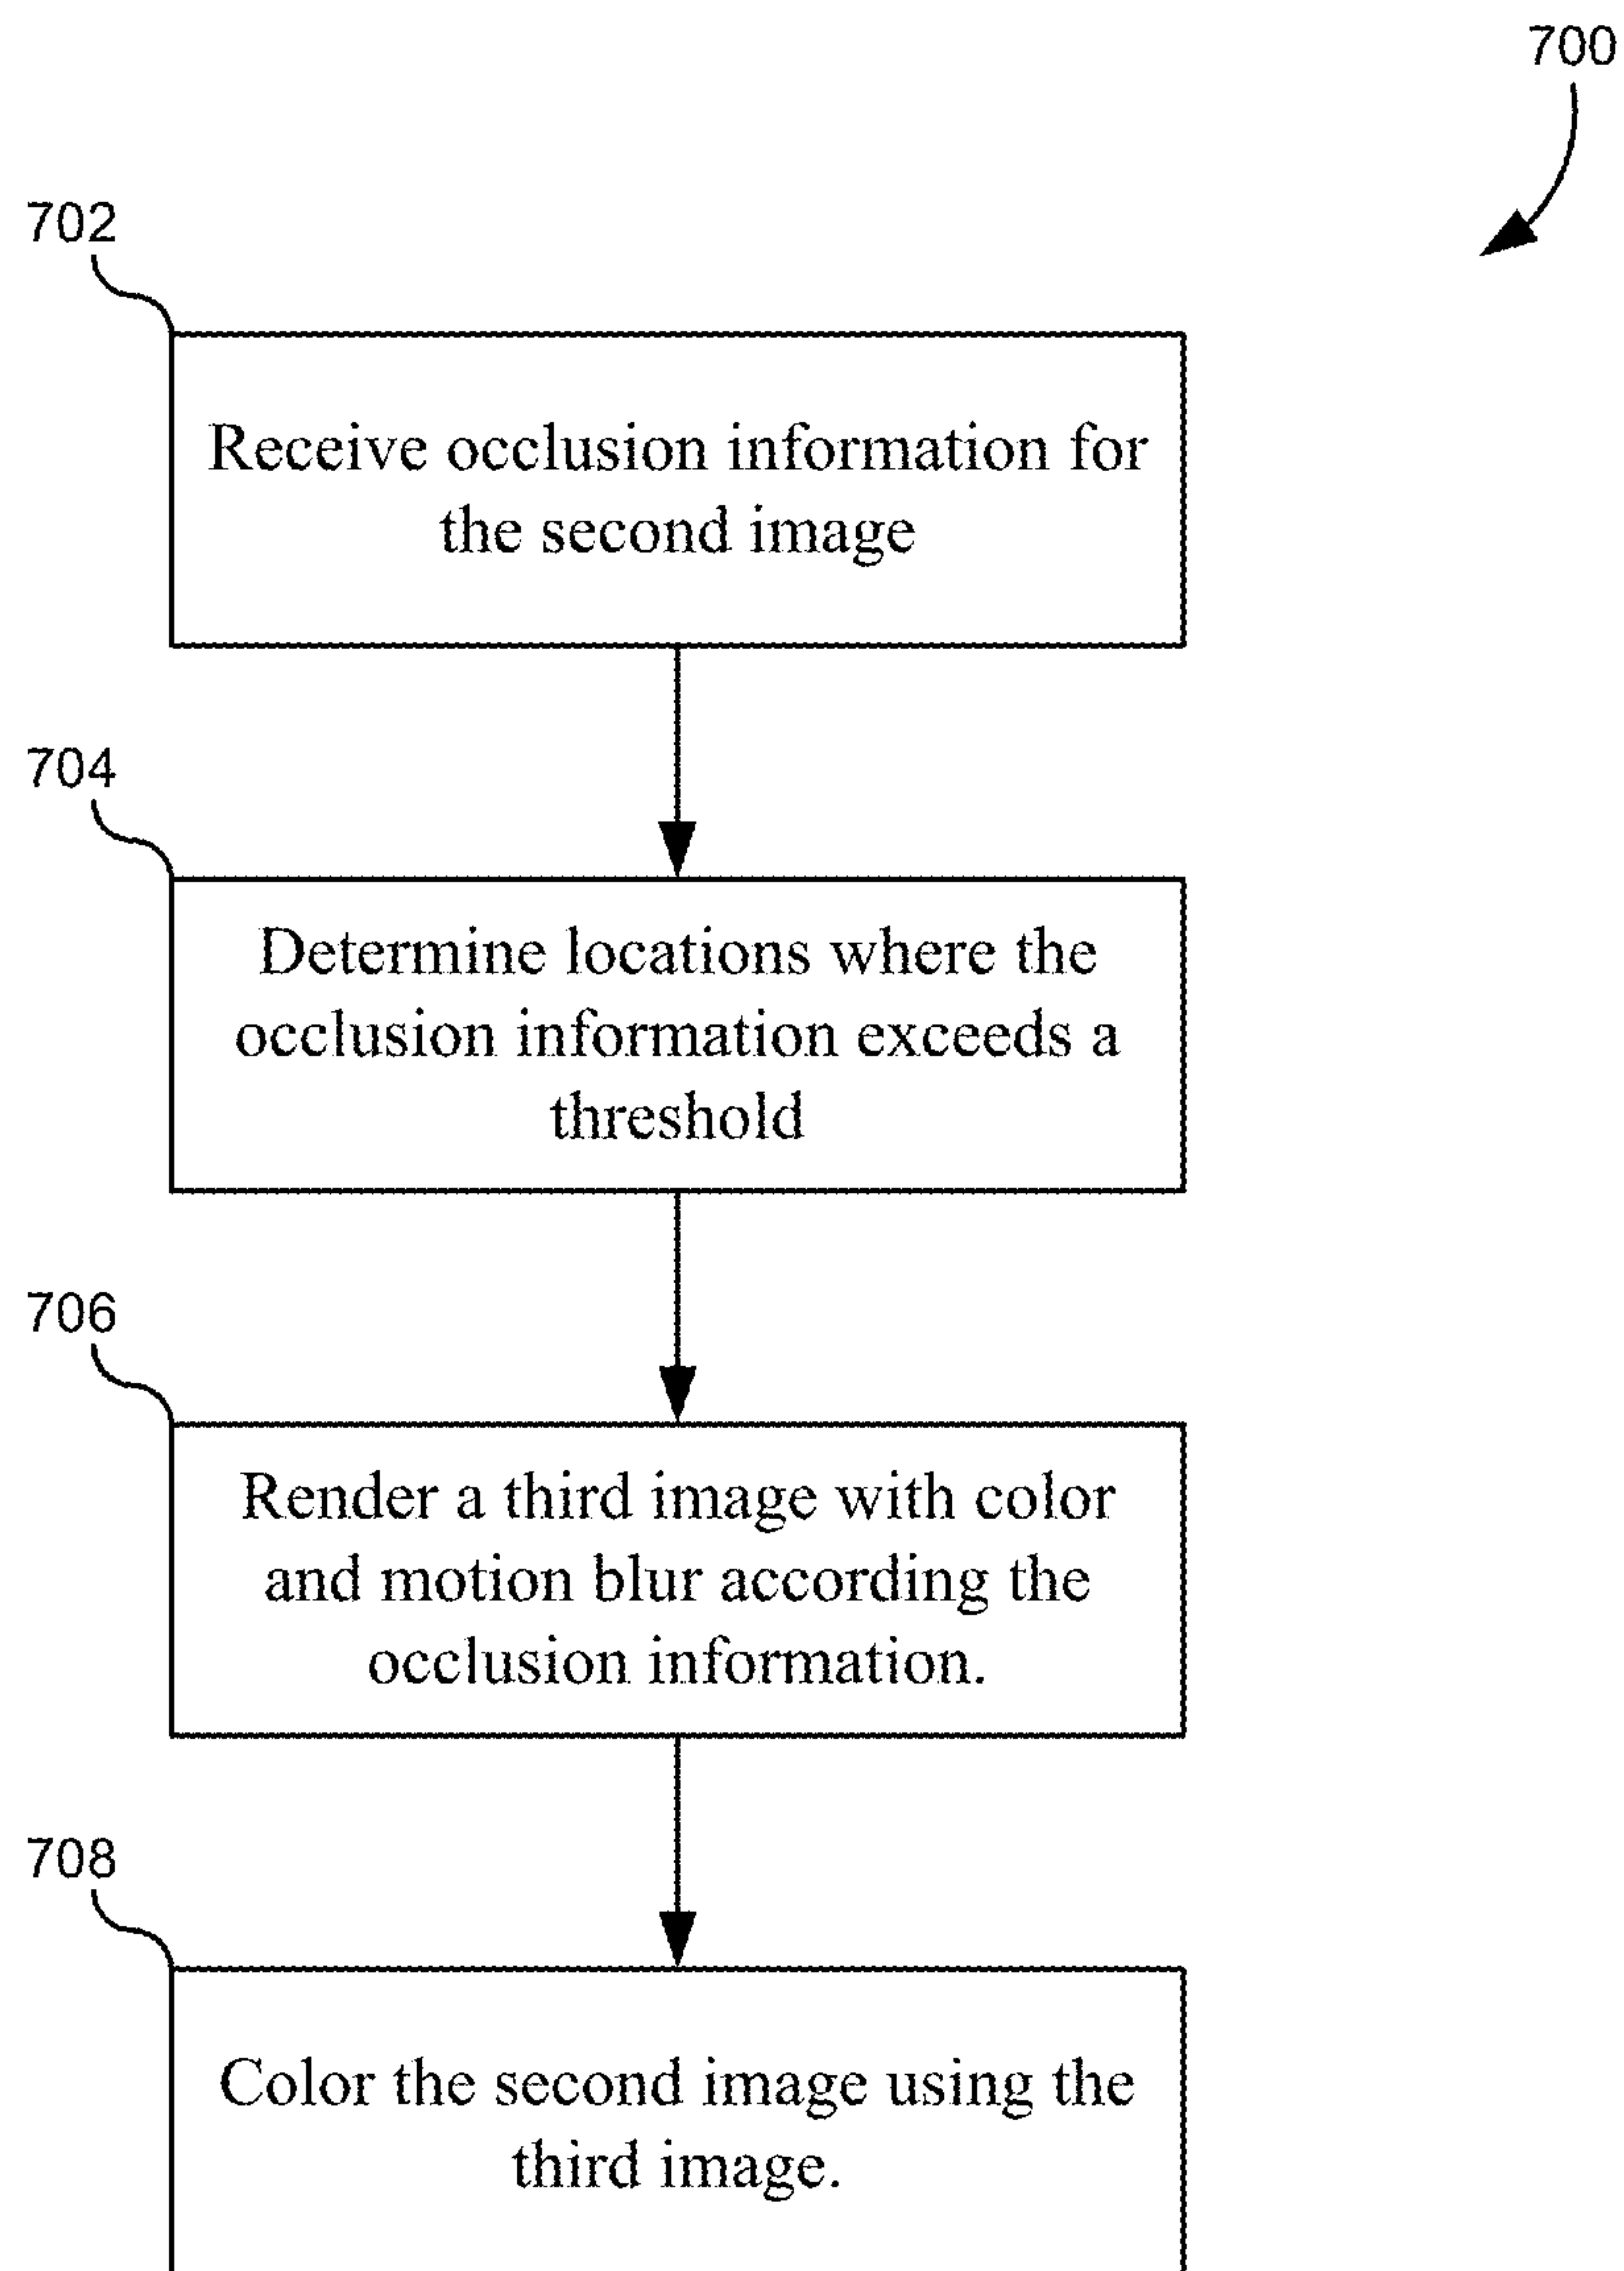 700
702
Receive occlusion information for
the second image
704
Determine locations where the
occlusion information exceeds a
threshold
706
Render a third image with color
and motion blur according the
occlusion information.
708
Color the second image using the
third image.